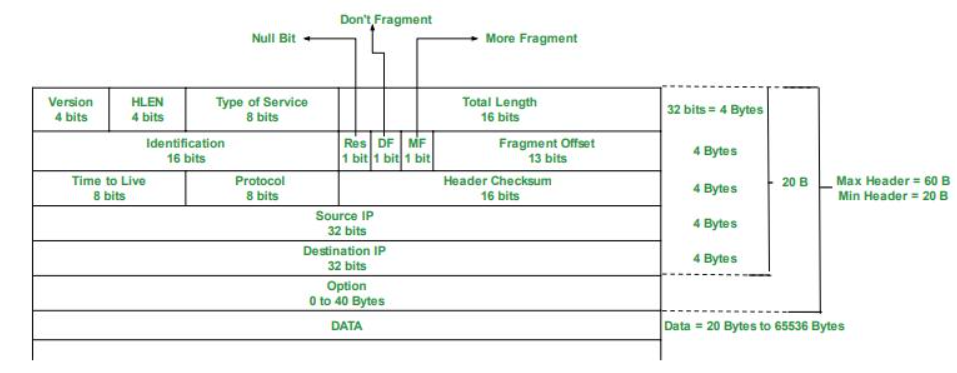 Don't Fragment
Null Bit
More Fragment
Version HLEN Type of Service Total Length
4 bits 4 bits 8 bits 16 bits
32 bits = 4 Bytes
Identification Res DF MF Fragment Offset
16 bits 1 bit 1 bit 1 bit 13 bits
4 Bytes
Time to Live Protocol Header Checksum
8 bits 8 bits 16 bits
4 Bytes
20 B
Max Header = 60 B
Min Header = 20 B
Source IP
32 bits
4 Bytes
Destination IP
32 bits
4 Bytes
Option
0 to 40 Bytes
DATA
Data = 20 Bytes to 65536 Bytes